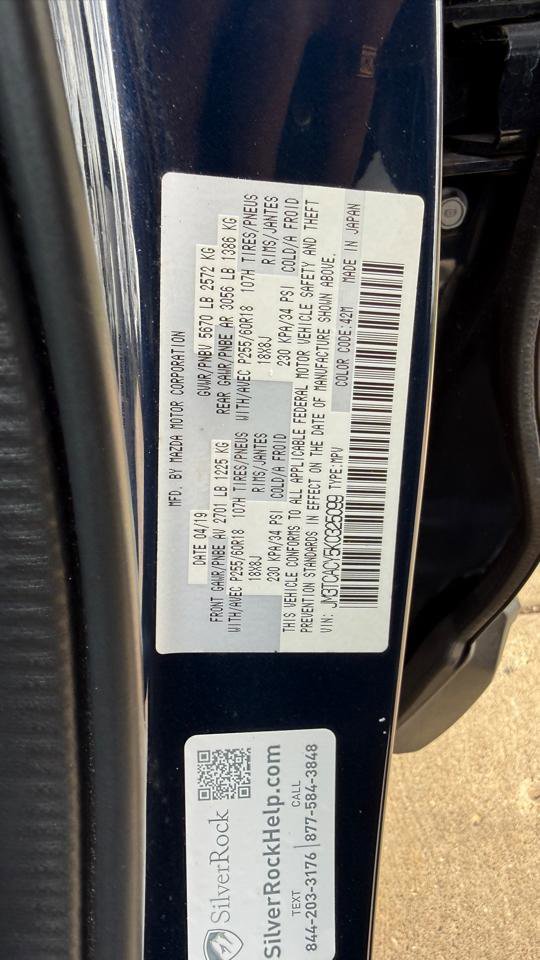 MFD. BY MAZDA MOTOR CORPORATION
DATE 04/19 GVWR/PNBV 5670 LB 2572 KG
FRONT GAWR/PNBE AV 2701 LB 1225 KG REAR GAWR/PNBE AR 3056 LB 1386 KG
WITH/AVEC P255/60R18 107H TIRES/PNEUS WITH/AVEC P255/60R18 107H TIRES/PNEUS
18X8J RIMS/JANTES 18X8J RIMS/JANTES
230 KPA/34 PSI COLD/A FROID 230 KPA/34 PSI COLD/A FROID
THIS VEHICLE CONFORMS TO ALL APPLICABLE FEDERAL MOTOR VEHICLE SAFETY AND THEFT
PREVENTION STANDARDS IN EFFECT ON THE DATE OF MANUFACTURE SHOWN ABOVE.
VIN: JM3TCACY5K0325099 TYPE:MPV COLOR CODE:42M MADE IN JAPAN
SilverRock
SilverRockHelp.com
TEXT CALL
844-203-3176 | 877-584-3848